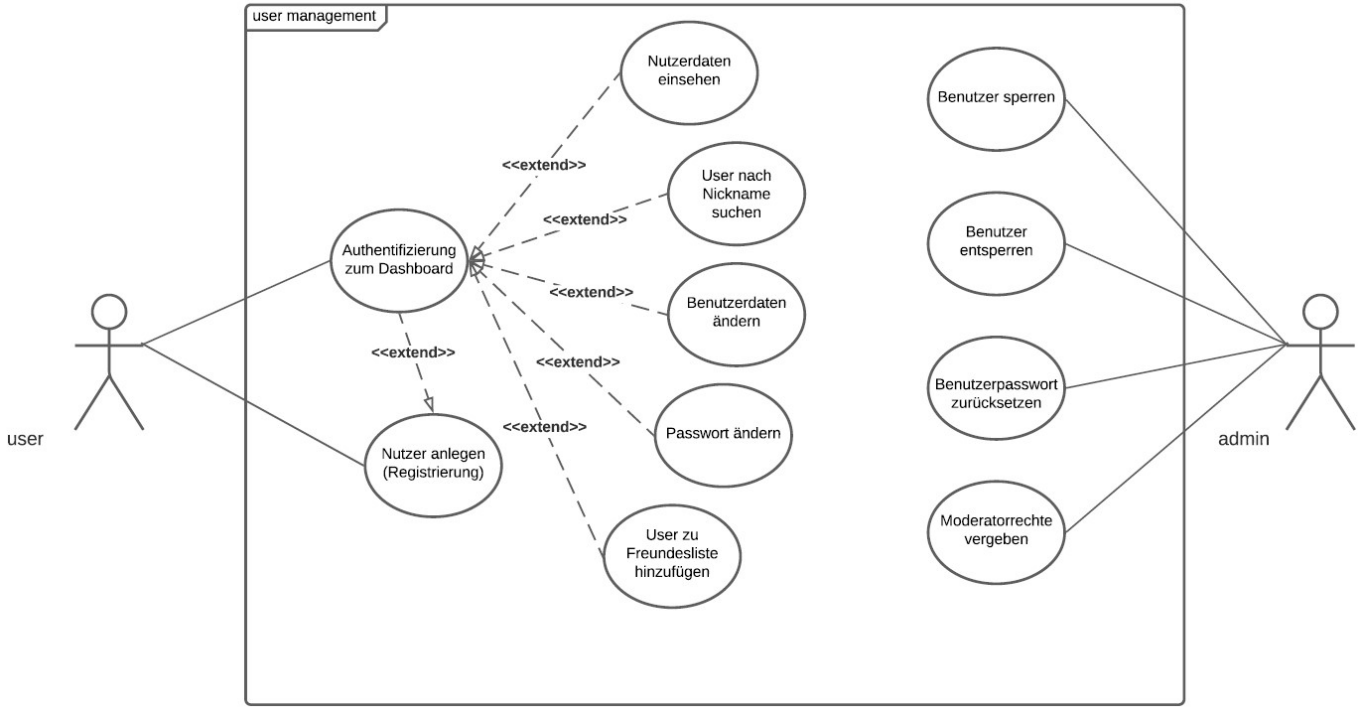 user management
Nutzerdaten
einsehen
Benutzer sperren
<<extend>>
User nach
Nickname
suchen
<<extend>>
Benutzer
entsperren
Authentifizierung
zum Dashboard
<<extend>>
Benutzerdaten
ändern
<<extend>>
<<extend>>
Benutzerpasswort
zurücksetzen
<<extend>>
Passwort ändern
user
admin
Nutzer anlegen
(Registrierung)
Moderatorrechte
vergeben
User zu
Freundesliste
hinzufügen